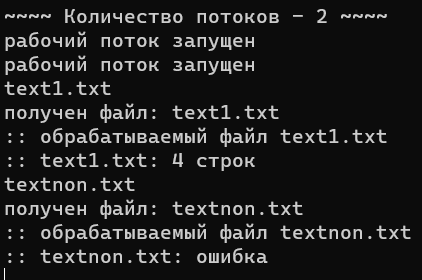 ~~~~ Количество потоков - 2 ~~~~
рабочий поток запущен
рабочий поток запущен
text1.txt
получен файл: text1.txt
:: обрабатываемый файл text1.txt
:: text1.txt: 4 строк
textnon.txt
получен файл: textnon.txt
:: обрабатываемый файл textnon.txt
:: textnon.txt: ошибка